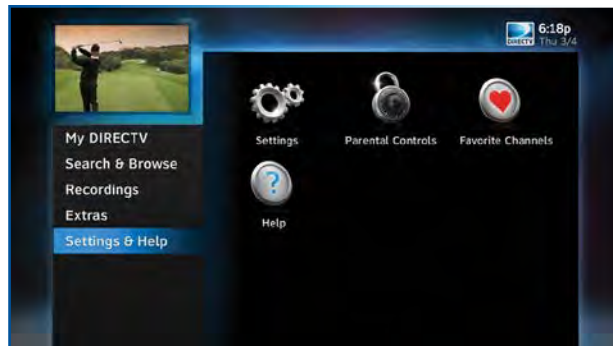 6:18p
DIRECTV Thu 3/4
My DIRECTV
Search & Browse
Recordings
Extras
Settings & Help
Settings
Parental Controls
Favorite Channels
?
Help